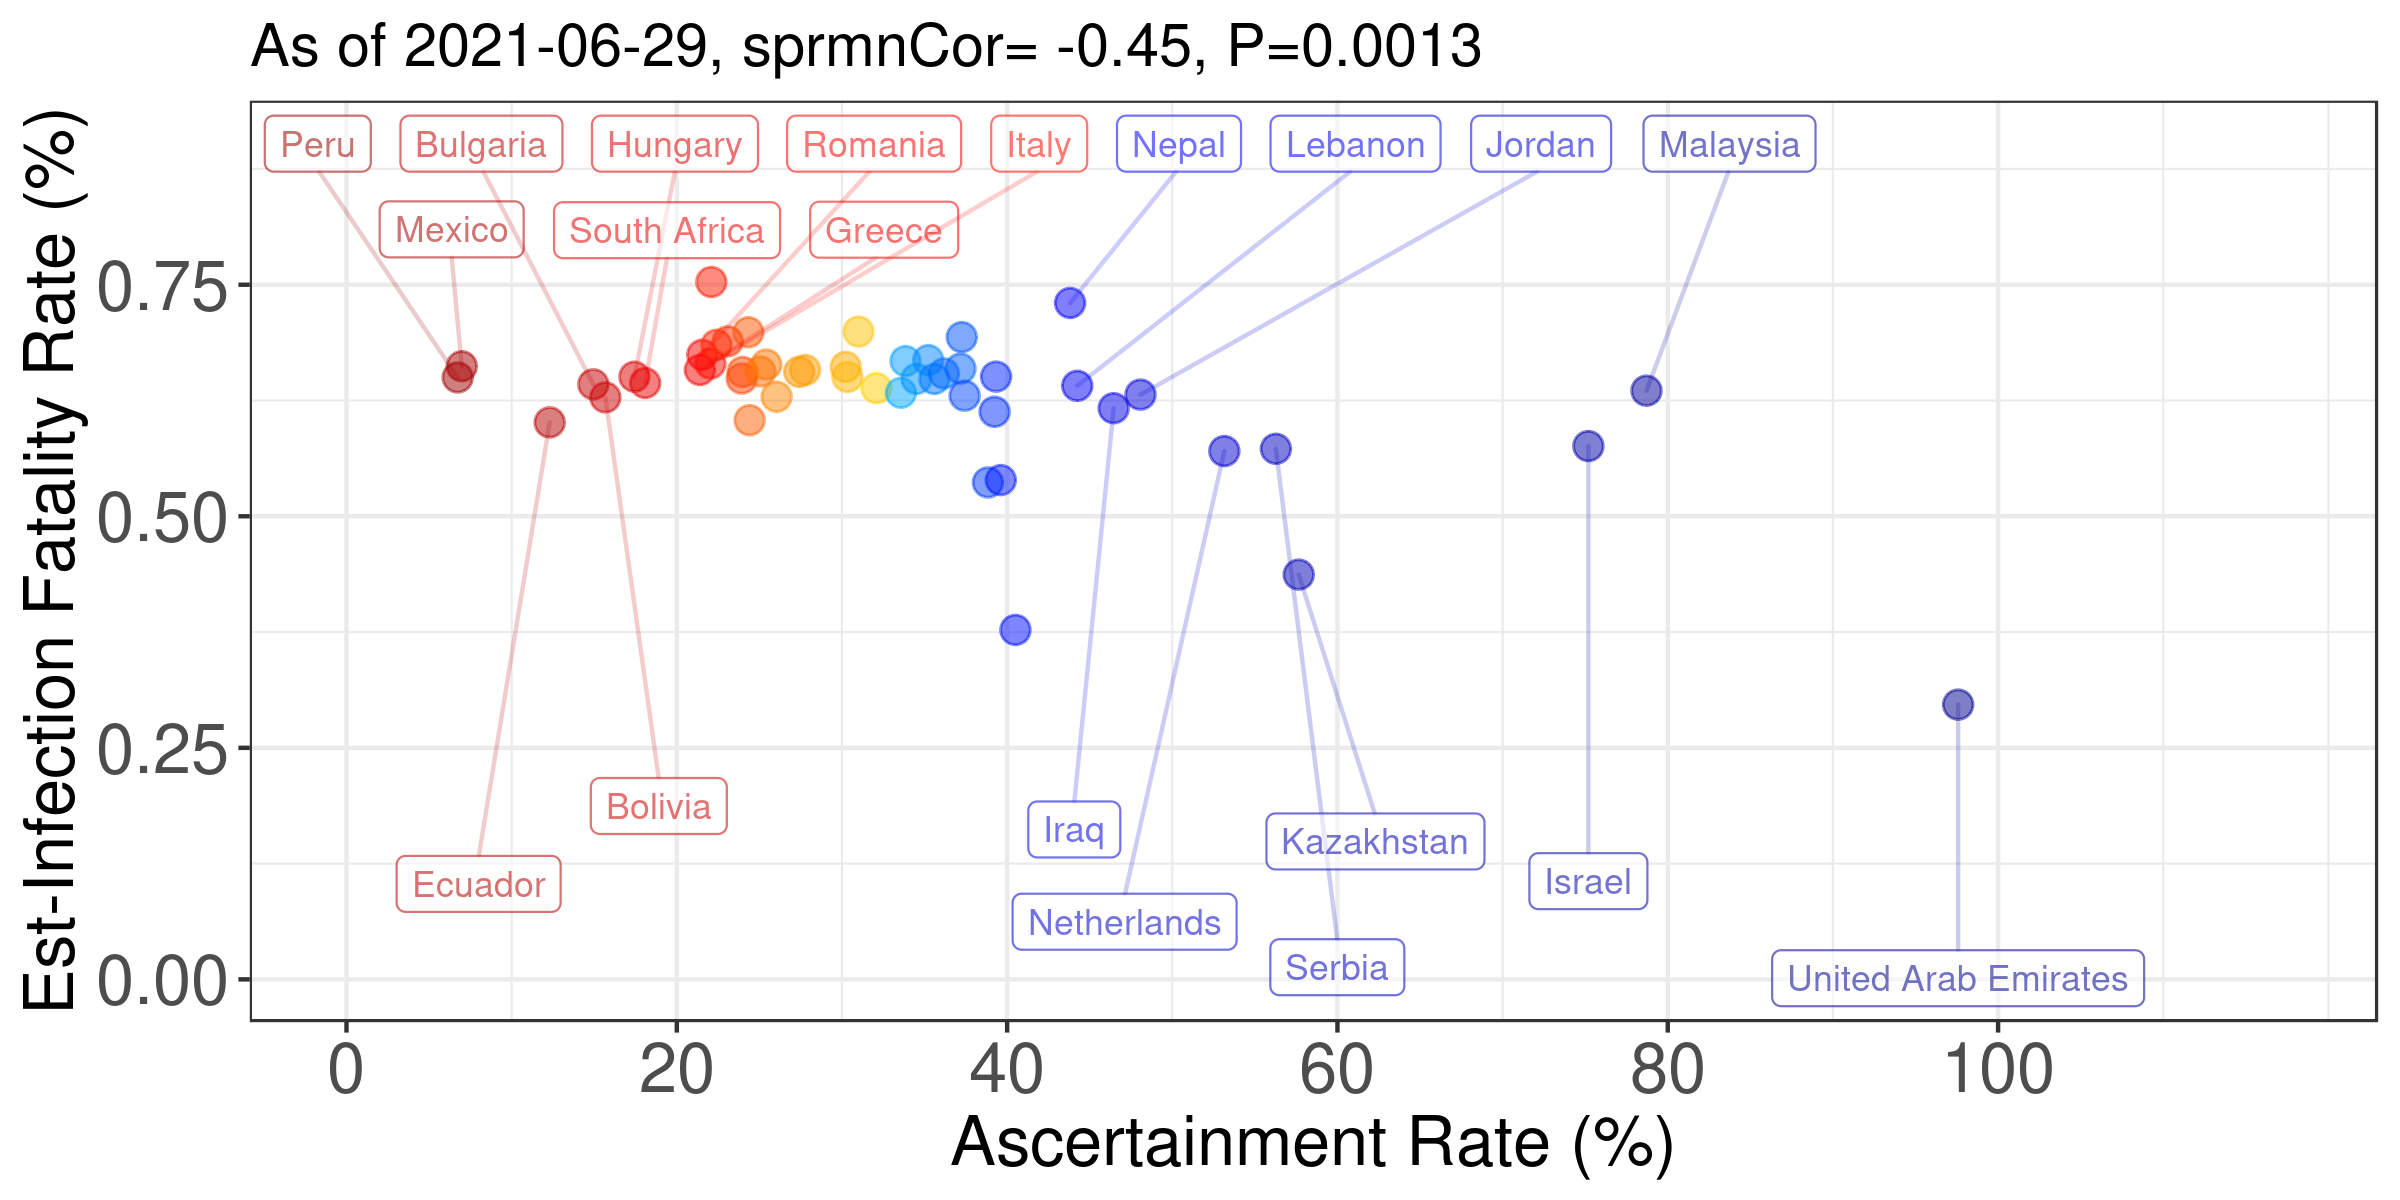 As of 2021-06-29, sprmnCor= -0.45, P=0.0013
Est-Infection Fatality Rate (%)
Peru
Bulgaria
Hungary
Romania
Italy
Nepal
Lebanon
Jordan
Malaysia
Mexico
South Africa
Greece
0.75
0.50
0.25
0.00
Bolivia
Iraq
Kazakhstan
Ecuador
Israel
Netherlands
Serbia
United Arab Emirates
0
20
40
60
80
100
Ascertainment Rate (%)